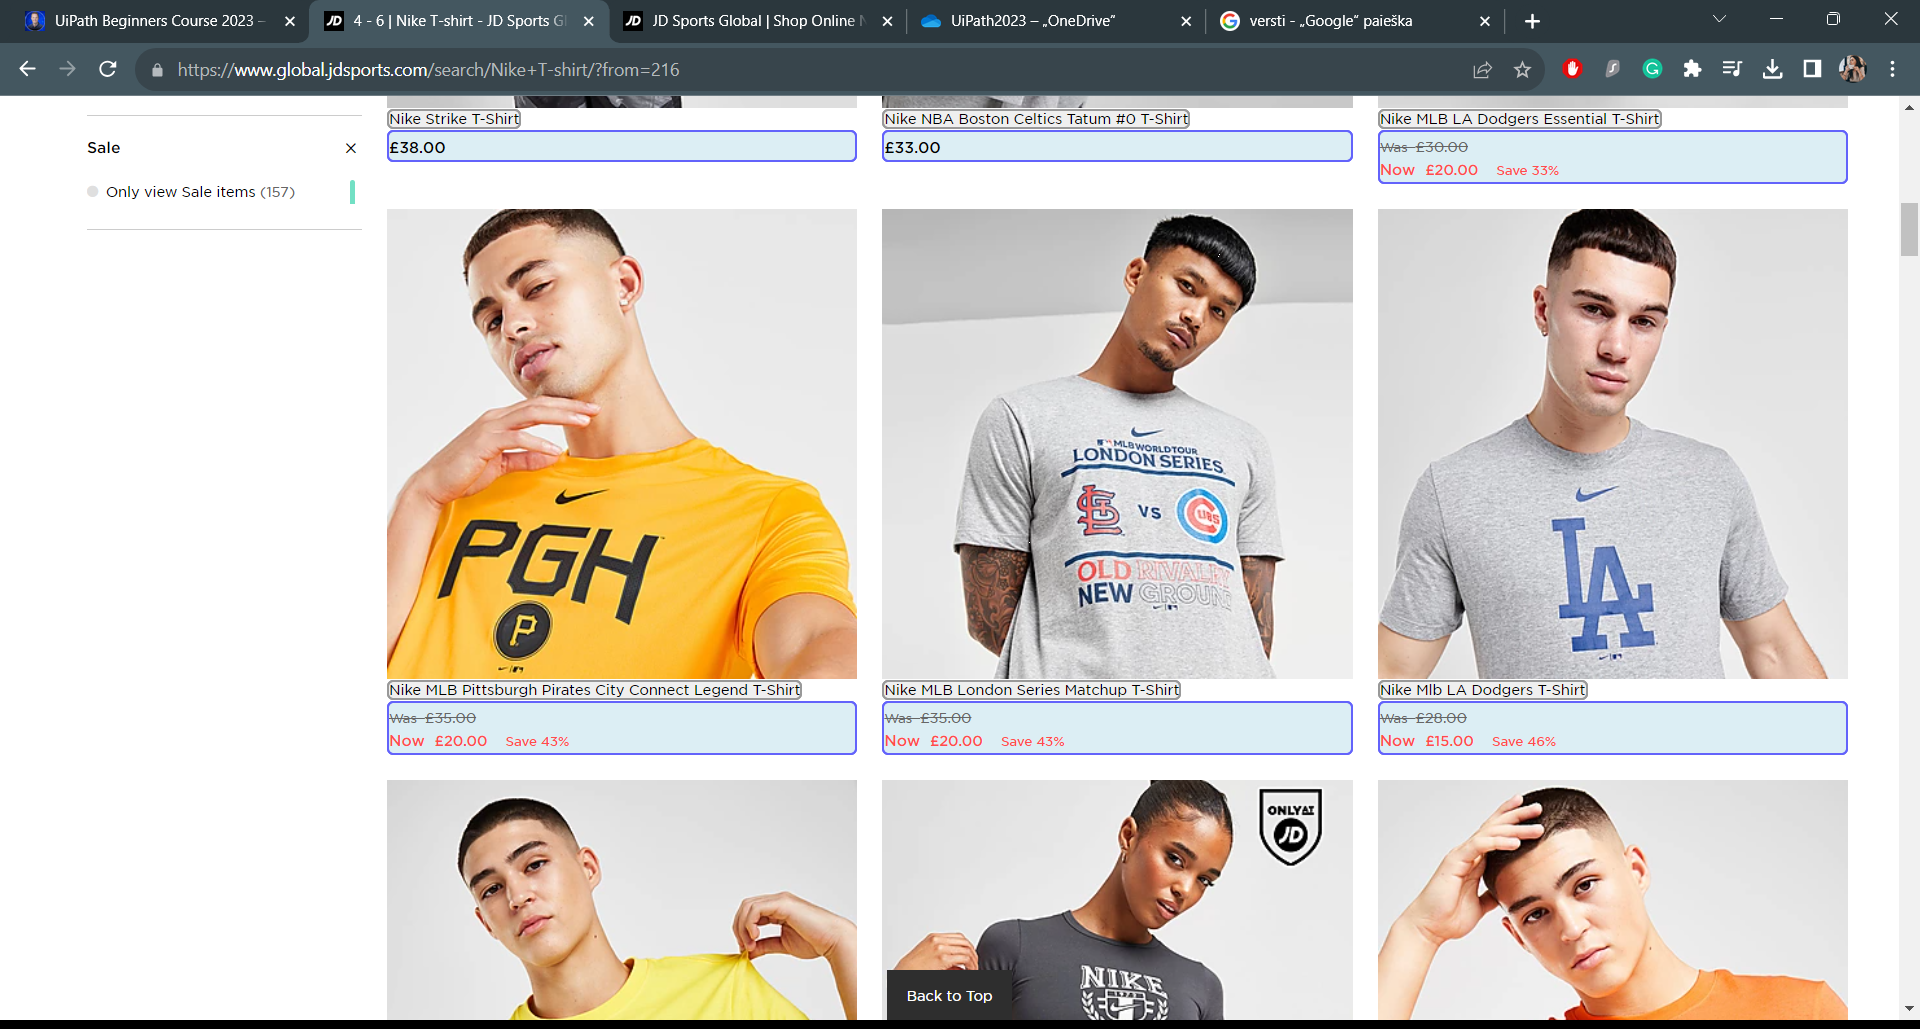 UiPath Beginners Course 2023 –
4 - 6 | Nike T-shirt - JD Sports Gl
JD Sports Global | Shop Online N
UiPath2023 – „OneDrive“
versti - „Google“ paieška
https://www.global.jdsports.com/search/Nike+T-shirt/?from=216
Sale
Only view Sale items (157)
Nike Strike T-Shirt
£38.00
Nike NBA Boston Celtics Tatum #0 T-Shirt
£33.00
Nike MLB LA Dodgers Essential T-Shirt
Was £30.00
Now £20.00 Save 33%
PGH
P
MLB WORLD TOUR
LONDON SERIES
VS
CUBS
OLD RIVALRY
NEW GROUND
LA
Nike MLB Pittsburgh Pirates City Connect Legend T-Shirt
Was £35.00
Now £20.00 Save 43%
Nike MLB London Series Matchup T-Shirt
Was £35.00
Now £20.00 Save 43%
Nike Mlb LA Dodgers T-Shirt
Was £28.00
Now £15.00 Save 46%
ONLY AT
JD
NIKE
Back to Top